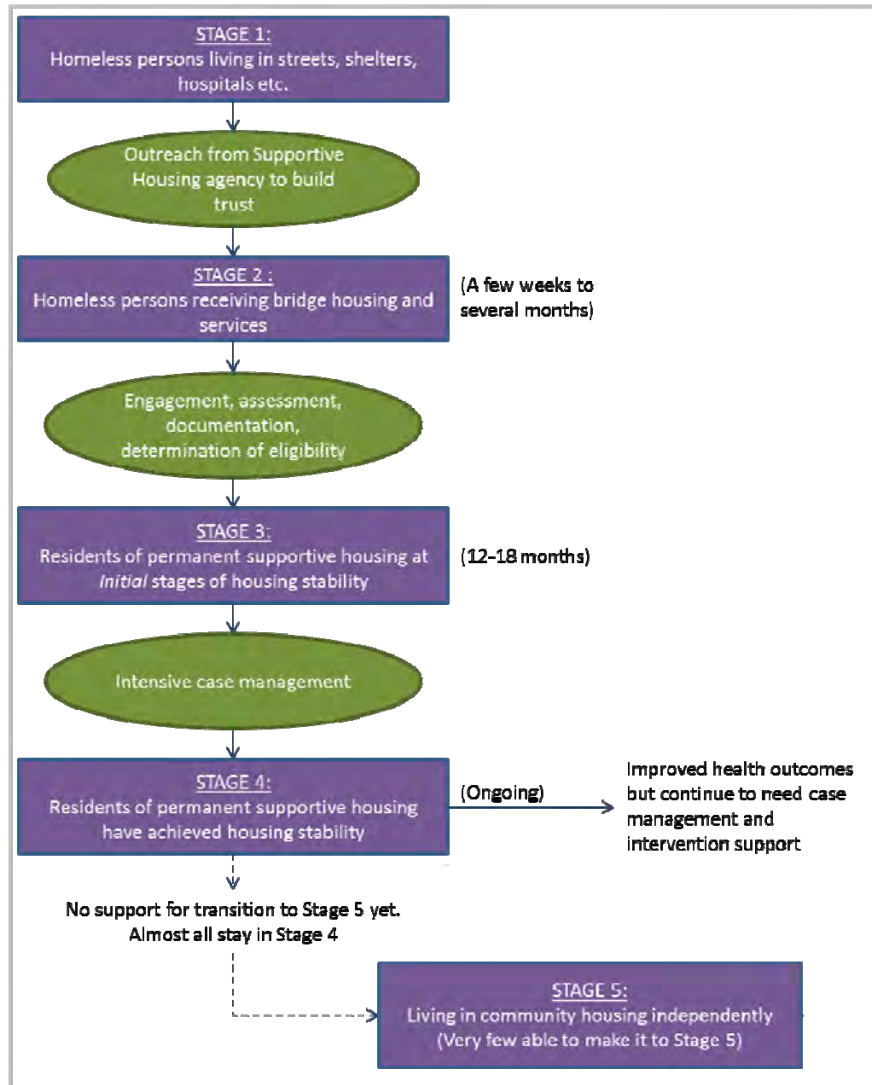 STAGE 1:
Homeless persons living in streets, shelters,
hospitals etc.
Outreach from Supportive
Housing agency to build
trust
STAGE 2 :
Homeless persons receiving bridge housing and
services
(A few weeks to
several months)
Engagement, assessment,
documentation,
determination of eligibility
STAGE 3:
Residents of permanent supportive housing at
Initial stages of housing stability
(12-18 months)
Intensive case management
STAGE 4:
Residents of permanent supportive housing
have achieved housing stability
(Ongoing)
Improved health outcomes
but continue to need case
management and
intervention support
No support for transition to Stage 5 yet.
Almost all stay in Stage 4
STAGE 5:
Living in community housing independently
(Very few able to make it to Stage 5)